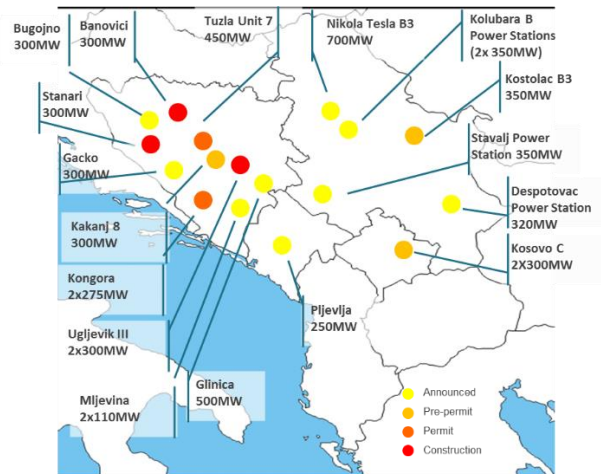 Bugojno
300MW
Banovici
300MW
Tuzla Unit 7
450MW
Nikola Tesla B3
700MW
Kolubara B
Power Stations
(2x 350MW)
Kostolac B3
350MW
Stanari
300MW
Stavalj Power
Station 350MW
Gacko
300MW
Despotovac
Power Station
320MW
Kakanj 8
300MW
Kosovo C
2X300MW
Kongora
2x275MW
Pljevlja
250MW
Ugljevik III
2x300MW
Glinica
500MW
Mljevina
2x110MW
Announced
Pre-permit
Permit
Construction